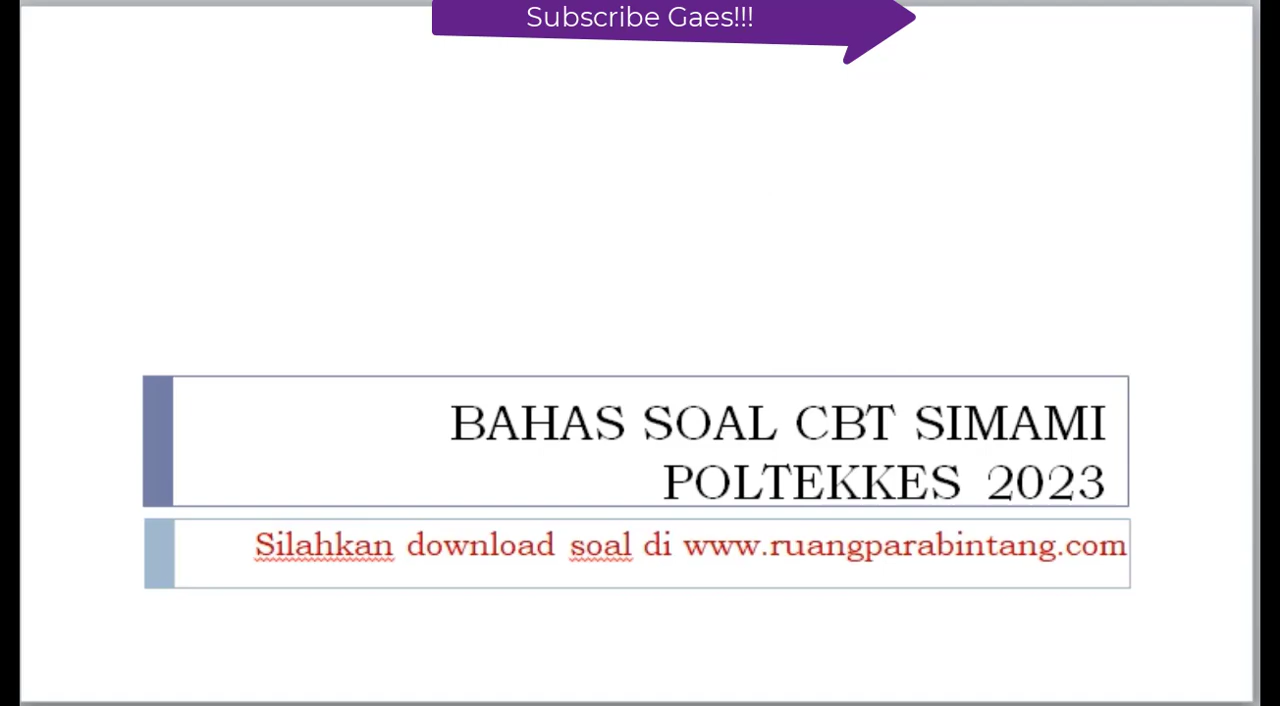 Subscribe Gaes!!!
BAHAS SOAL CBT SIMAMI
POLTEKKES 2023
Silahkan download soal di www.ruangparabintang.com